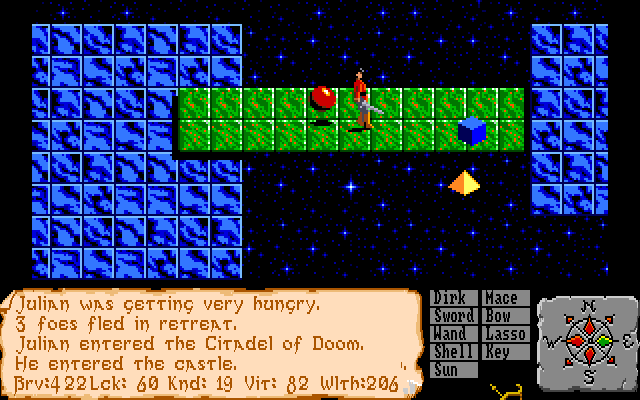 Julian was getting very hungry.
3 foes fled in retreat.
Julian entered the Citadel of Doom.
He entered the castle.
Brv:422Lck: 60 Knd: 19 Vit: 82 Wlth:206
Dirk Mace
Sword Bow
Wand Lasso
Shell Key
Sun
N
W E
S